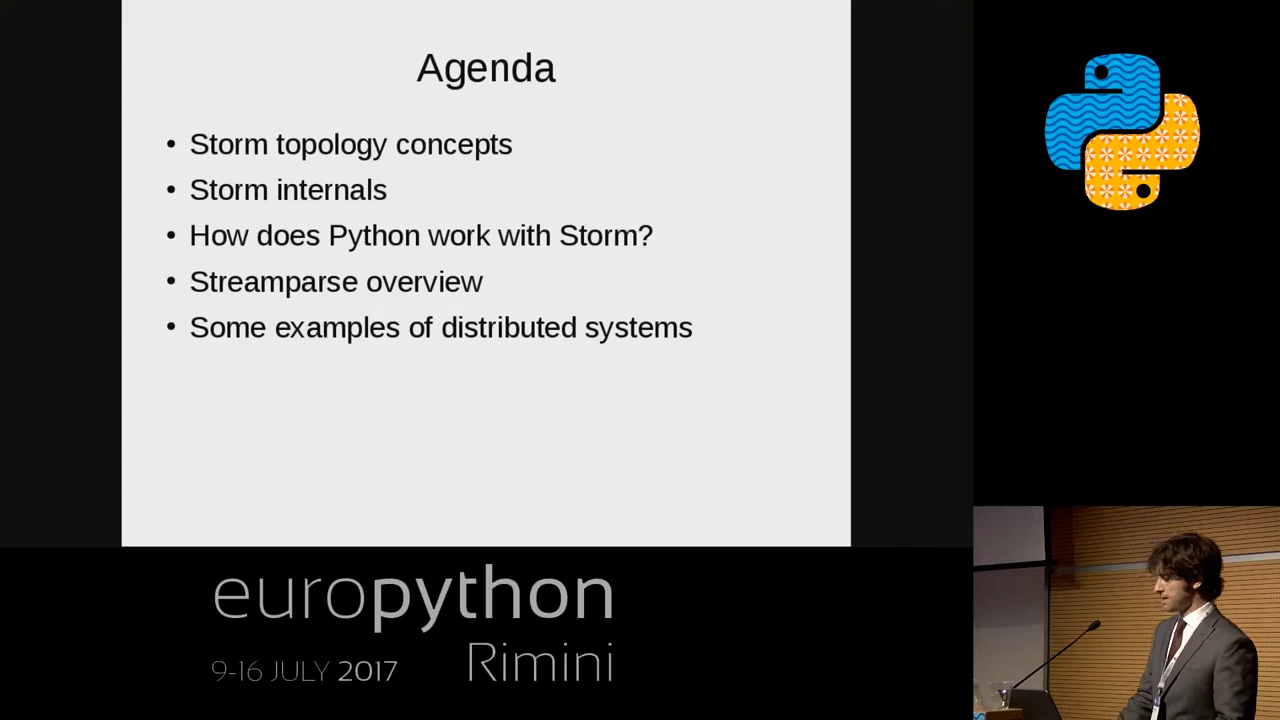 Agenda
• Storm topology concepts
• Storm internals
• How does Python work with Storm?
• Streamparse overview
• Some examples of distributed systems
europython
9-16 JULY 2017 Rimini